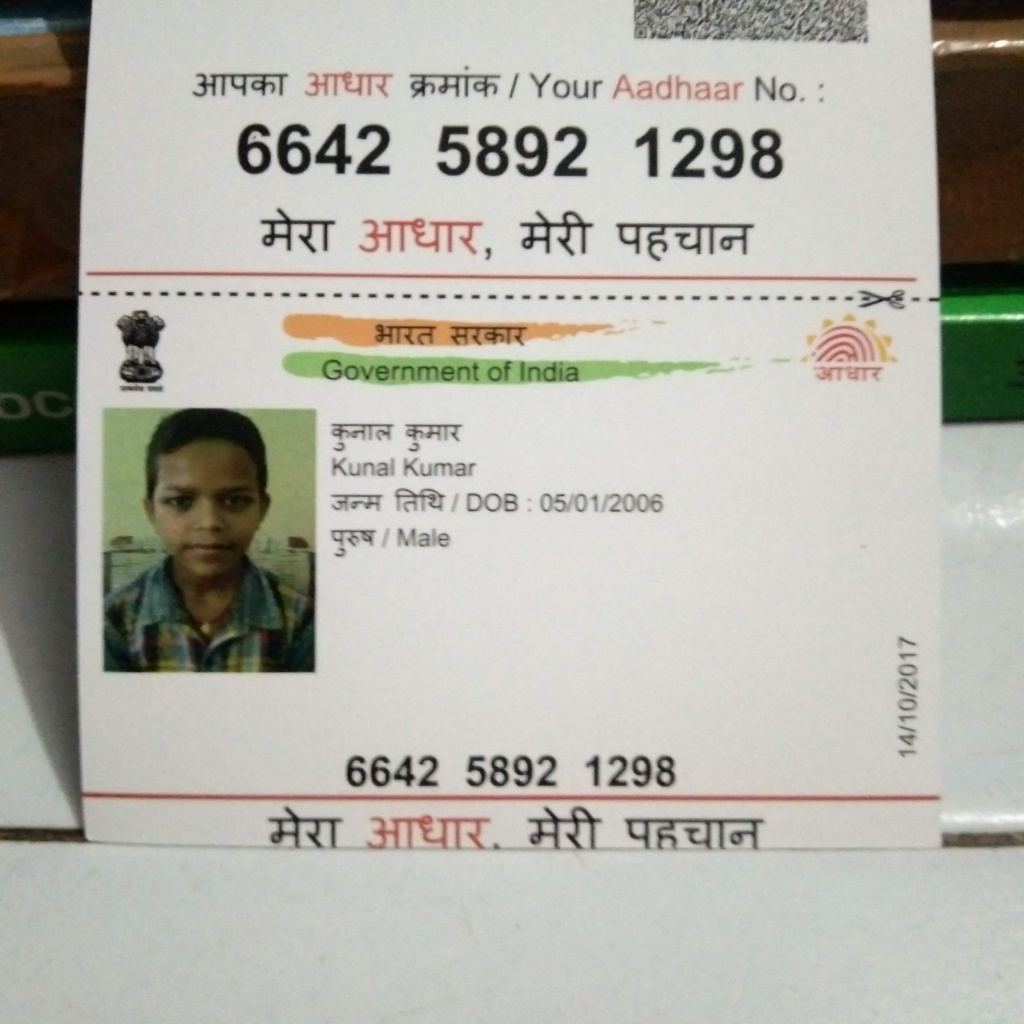 आपका आधार क्रमांक / Your Aadhaar No. :
6642 5892 1298
मेरा आधार, मेरी पहचान
भारत सरकार
Government of India
आधार
कुनाल कुमार
Kunal Kumar
जन्म तिथि / DOB : 05/01/2006
पुरुष / Male
14/10/2017
6642 5892 1298
मेरा आधार, मेरी पहचान